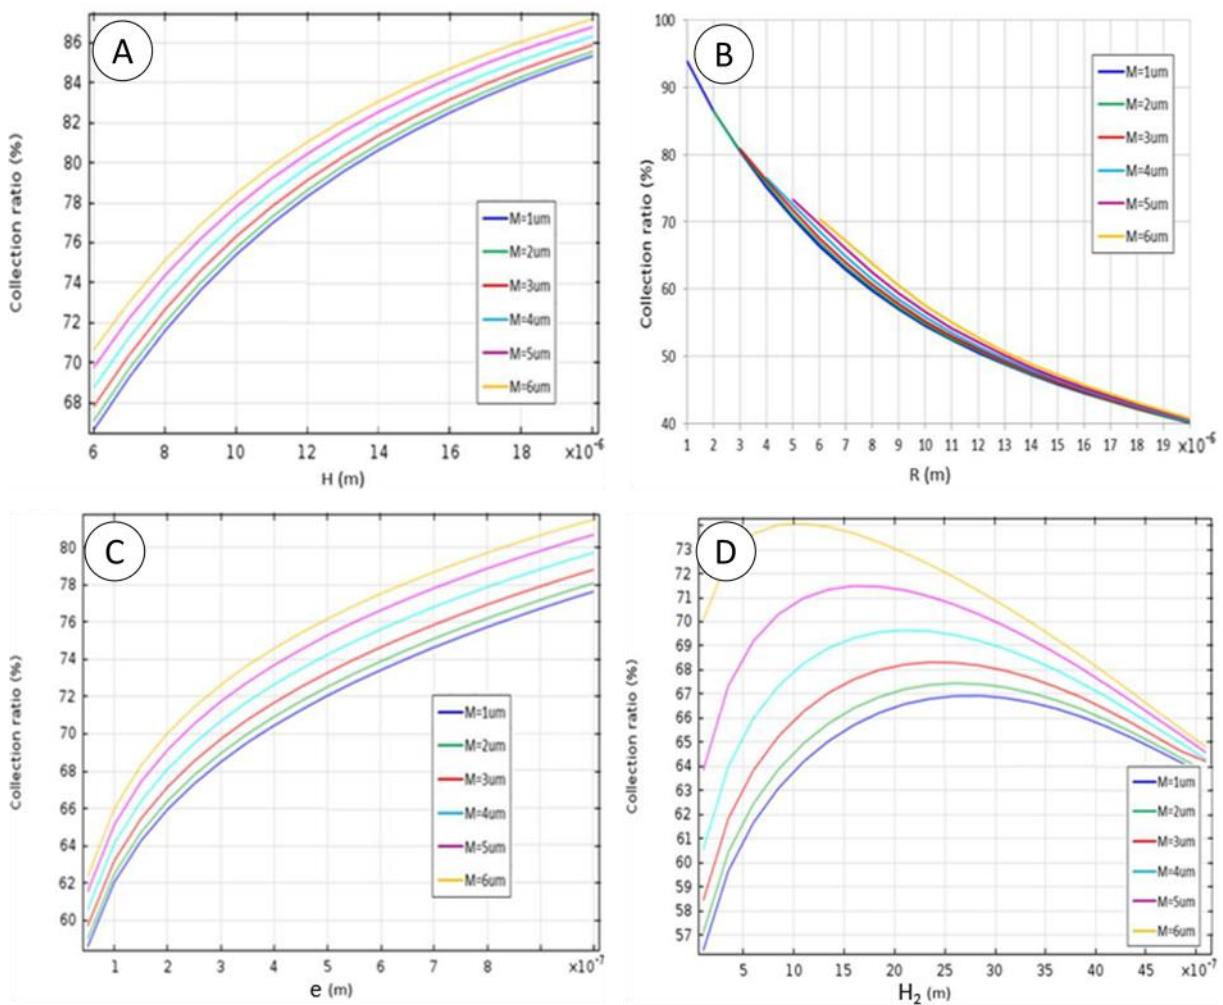 A
Collection ratio (%)
86
84
82
80
78
76
74
72
70
68
M=1um
M=2um
M=3um
M=4um
M=5um
M=6um
6 8 10 12 14 16 18 x10⁻⁶
H (m)
B
Collection ratio (%)
100
90
80
70
60
50
40
M=1um
M=2um
M=3um
M=4um
M=5um
M=6um
1 2 3 4 5 6 7 8 9 10 11 12 13 14 15 16 17 18 19 x10⁻⁶
R (m)
C
Collection ratio (%)
80
78
76
74
72
70
68
66
64
62
60
M=1um
M=2um
M=3um
M=4um
M=5um
M=6um
1 2 3 4 5 6 7 8 x10⁻⁷
e (m)
D
Collection ratio (%)
73
72
71
70
69
68
67
66
65
64
63
62
61
60
59
58
57
M=1um
M=2um
M=3um
M=4um
M=5um
M=6um
5 10 15 20 25 30 35 40 45 x10⁻⁷
H₂ (m)